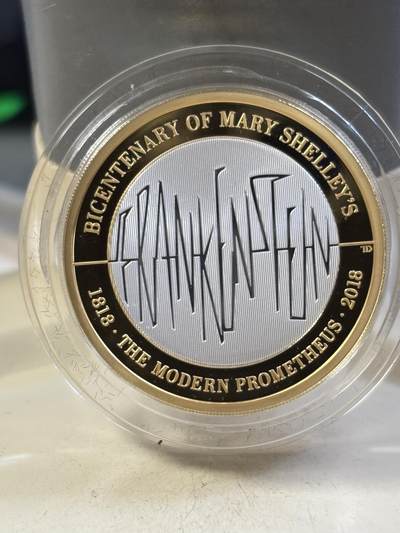 BICENTENARY OF MARY SHELLEY'S
FRANKENSTEIN
1818 · THE MODERN PROMETHEUS · 2018